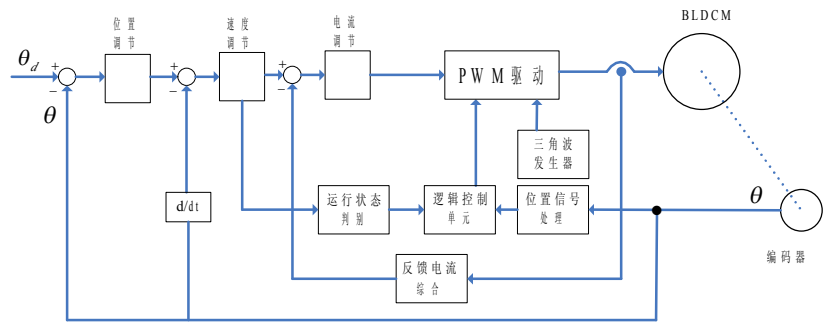 BLDCM
位置
调节
速度
调节
电流
调节
θd
+
−
θ
+
−
+
−
PWM驱动
三角波
发生器
d/dt
运行状态
判别
逻辑控制
单元
位置信号
处理
θ
编码器
反馈电流
综合